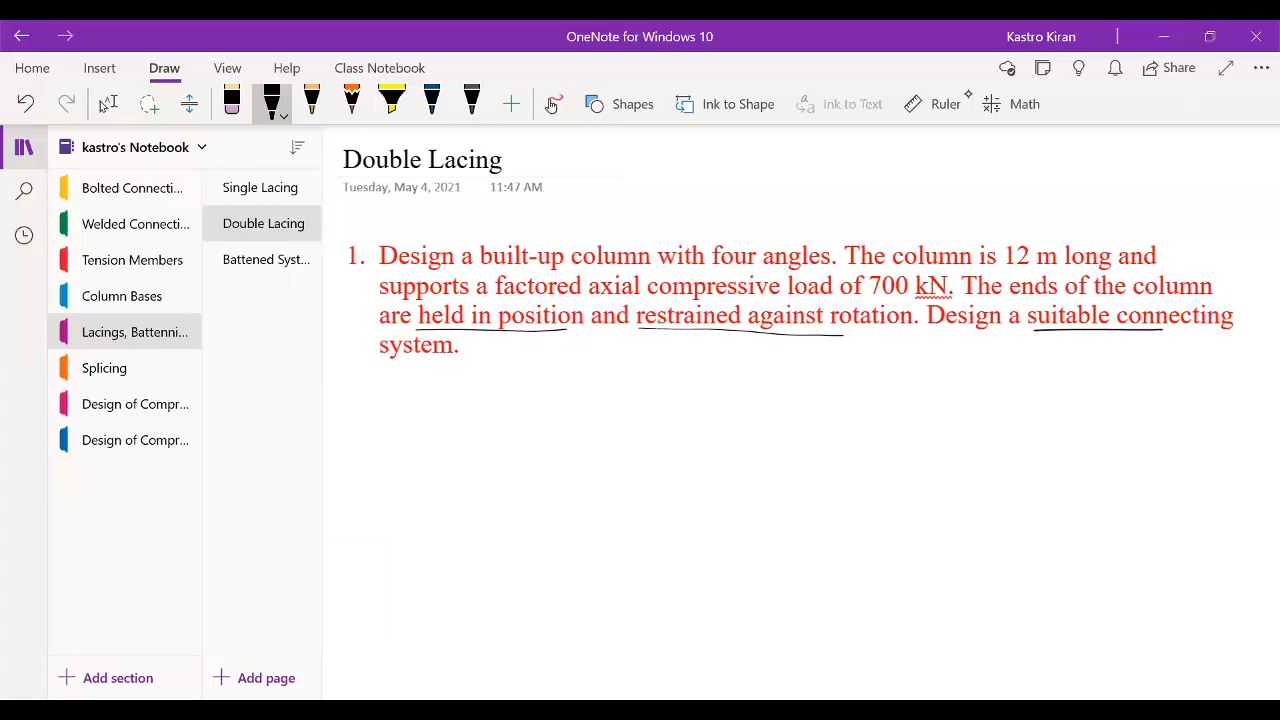 OneNote for Windows 10
Kastro Kiran
Home
Insert
Draw
View
Help
Class Notebook
Share
Shapes
Ink to Shape
Ink to Text
Ruler
Math
kastro's Notebook
Bolted Connecti...
Welded Connecti...
Tension Members
Column Bases
Lacings, Battenni...
Splicing
Design of Compr...
Design of Compr...
Add section
Single Lacing
Double Lacing
Battened Syst...
Add page
Double Lacing
Tuesday, May 4, 2021 11:47 AM
1. Design a built-up column with four angles. The column is 12 m long and
supports a factored axial compressive load of 700 kN. The ends of the column
are held in position and restrained against rotation. Design a suitable connecting
system.